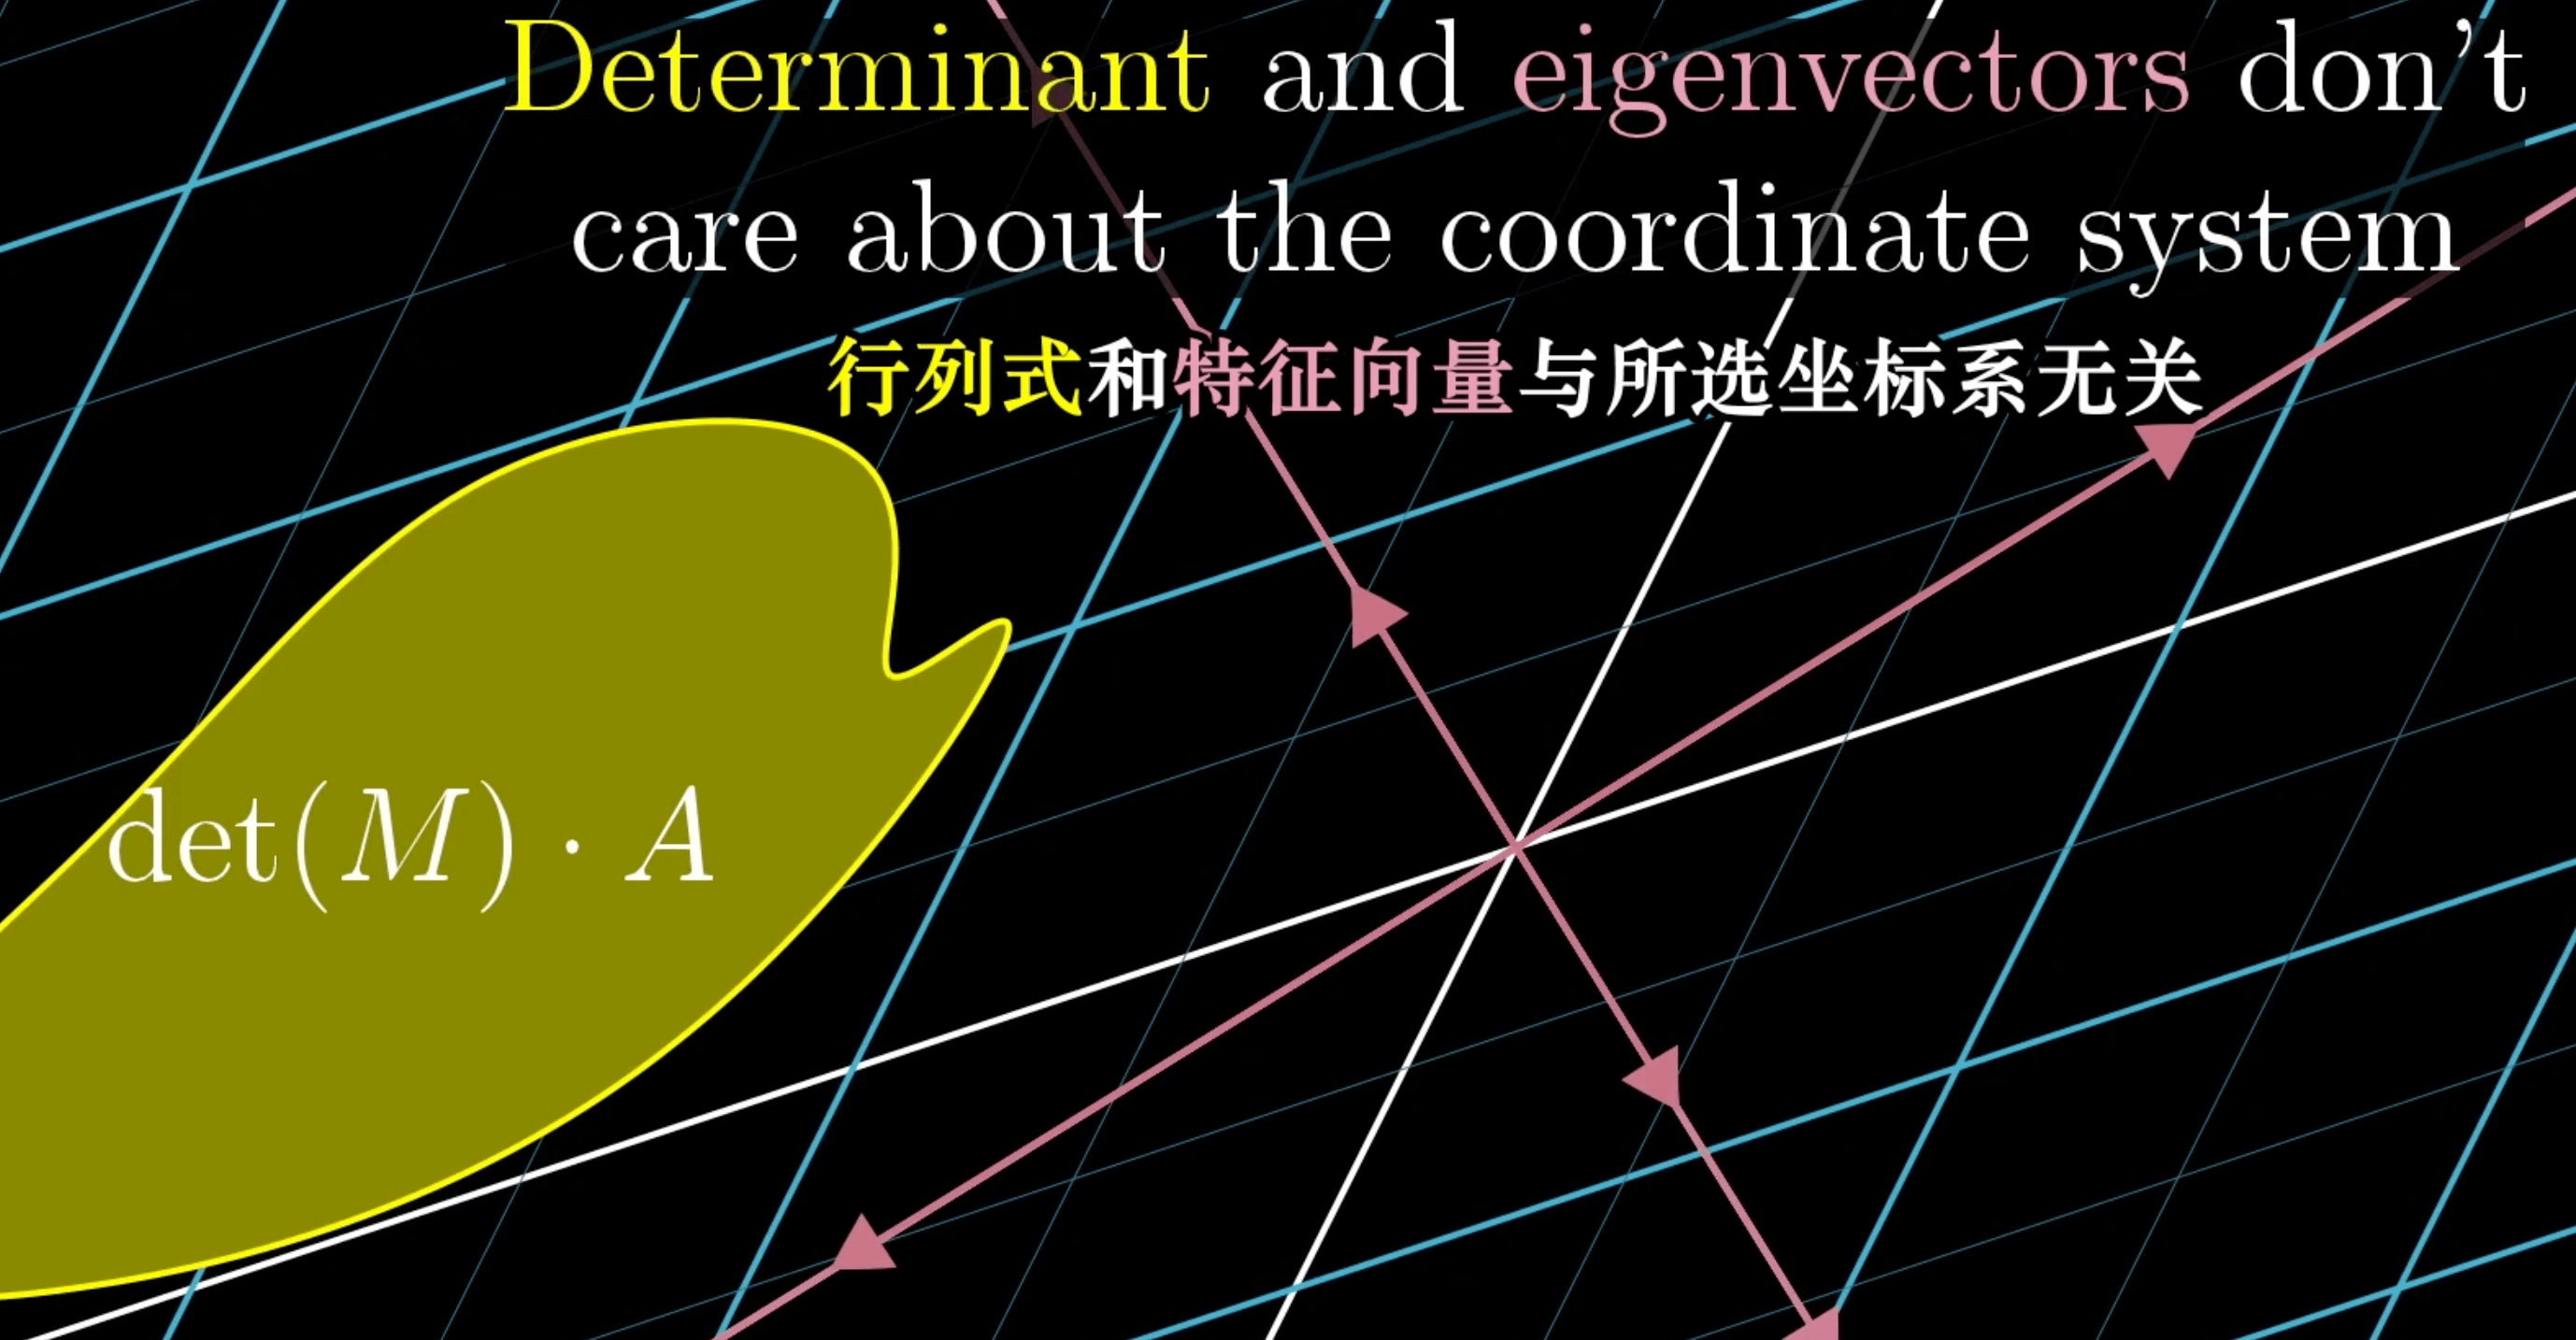 Determinant and eigenvectors don't
care about the coordinate system
行列式和特征向量与所选坐标系无关
det(M) · A